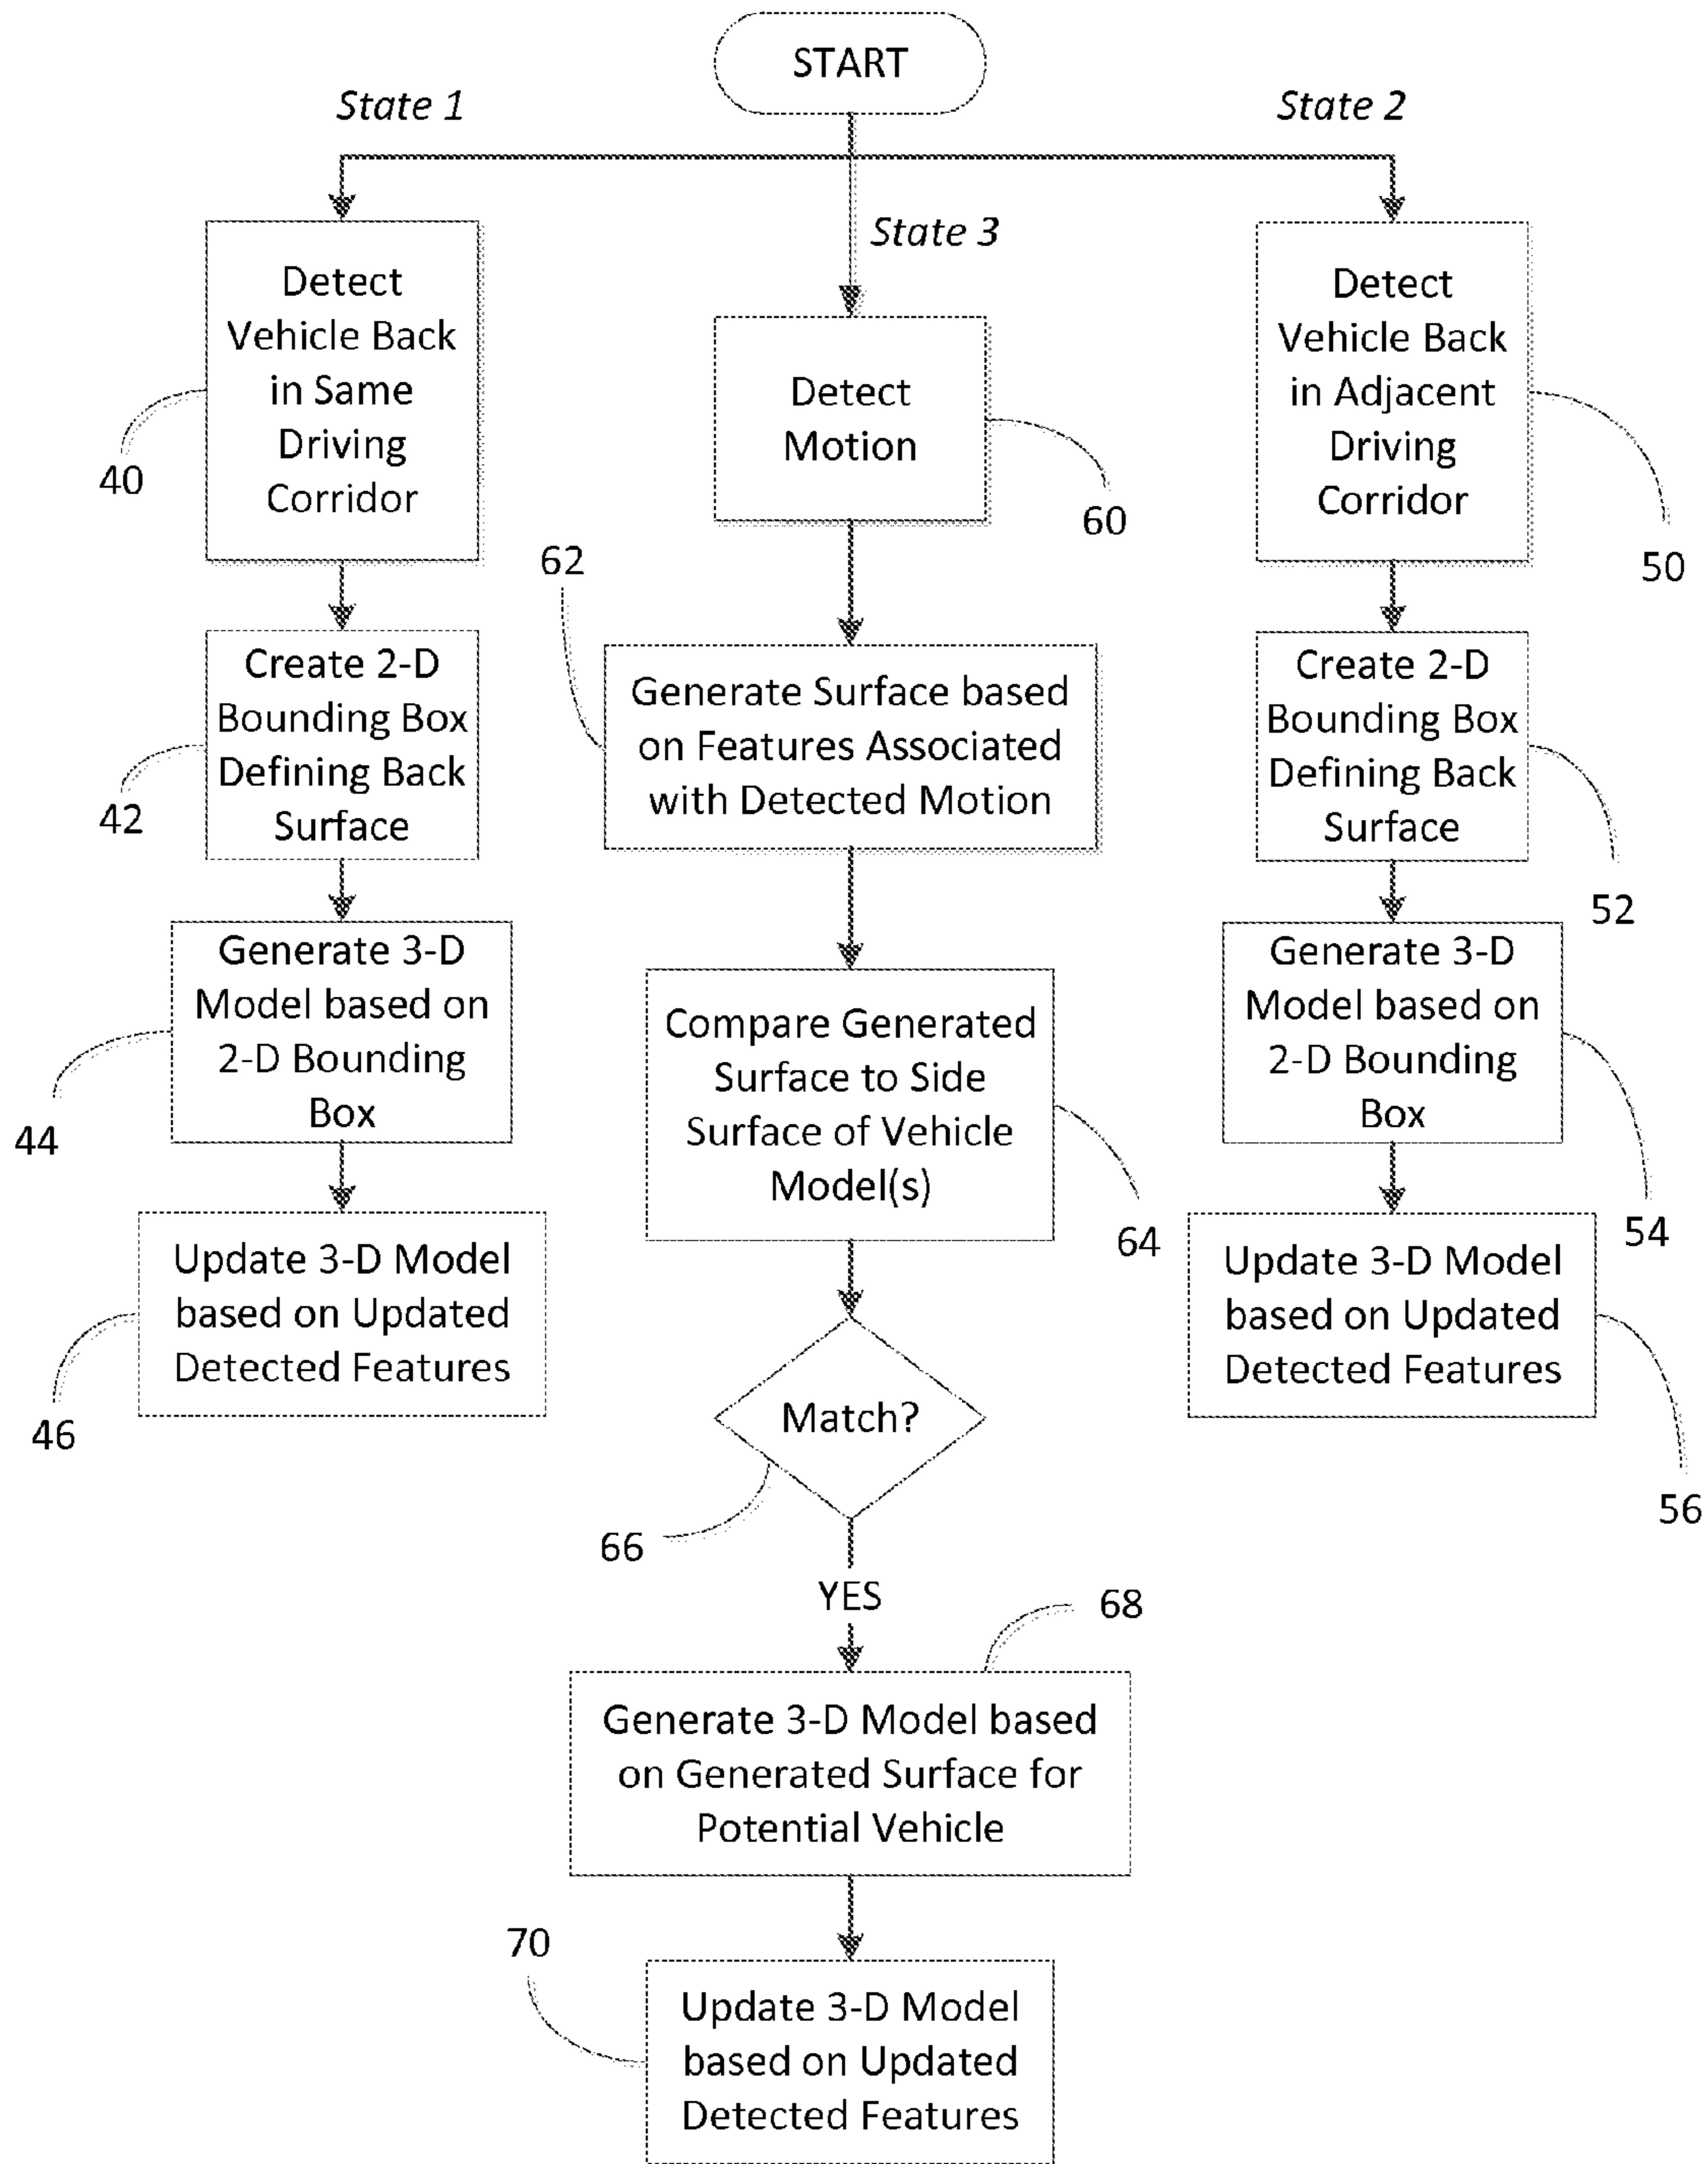 START
State 1
State 2
State 3
Detect
Vehicle Back
in Same
Driving
Corridor
40
Detect
Motion
60
Detect
Vehicle Back
in Adjacent
Driving
Corridor
50
Create 2-D
Bounding Box
Defining Back
Surface
42
62
Generate Surface based
on Features Associated
with Detected Motion
Create 2-D
Bounding Box
Defining Back
Surface
52
Generate 3-D
Model based on
2-D Bounding
Box
44
Compare Generated
Surface to Side
Surface of Vehicle
Model(s)
64
Generate 3-D
Model based on
2-D Bounding
Box
54
Update 3-D Model
based on Updated
Detected Features
46
Match?
66
Update 3-D Model
based on Updated
Detected Features
56
YES
68
Generate 3-D Model based
on Generated Surface for
Potential Vehicle
70
Update 3-D Model
based on Updated
Detected Features